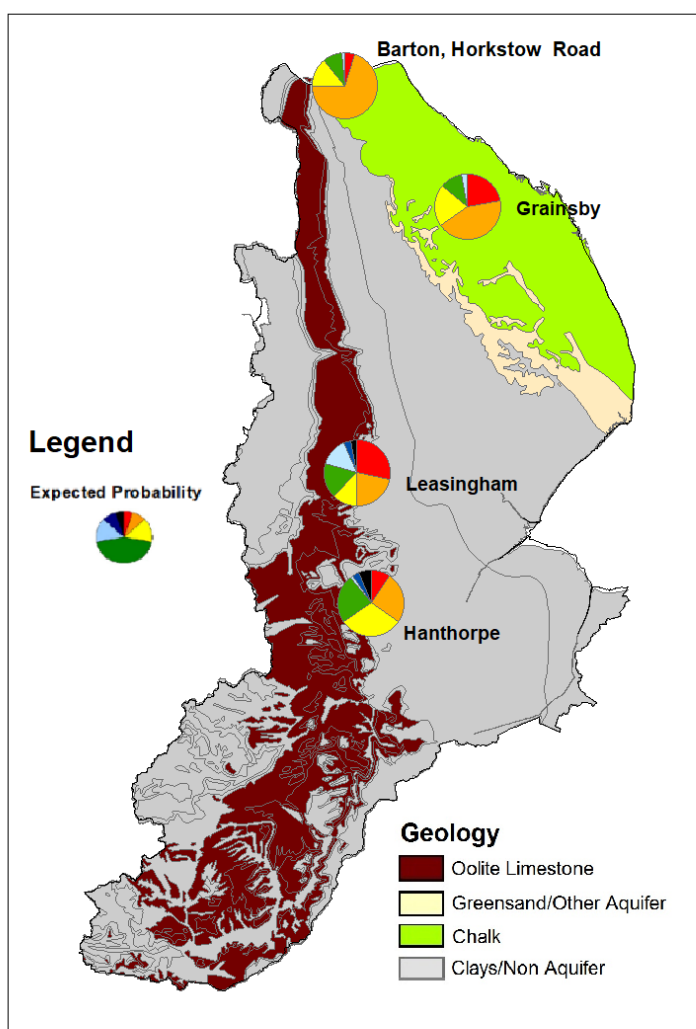 Barton, Horkstow Road
Grainsby
Legend
Expected Probability
Leasingham
Hanthorpe
Geology
Oolite Limestone
Greensand/Other Aquifer
Chalk
Clays/Non Aquifer